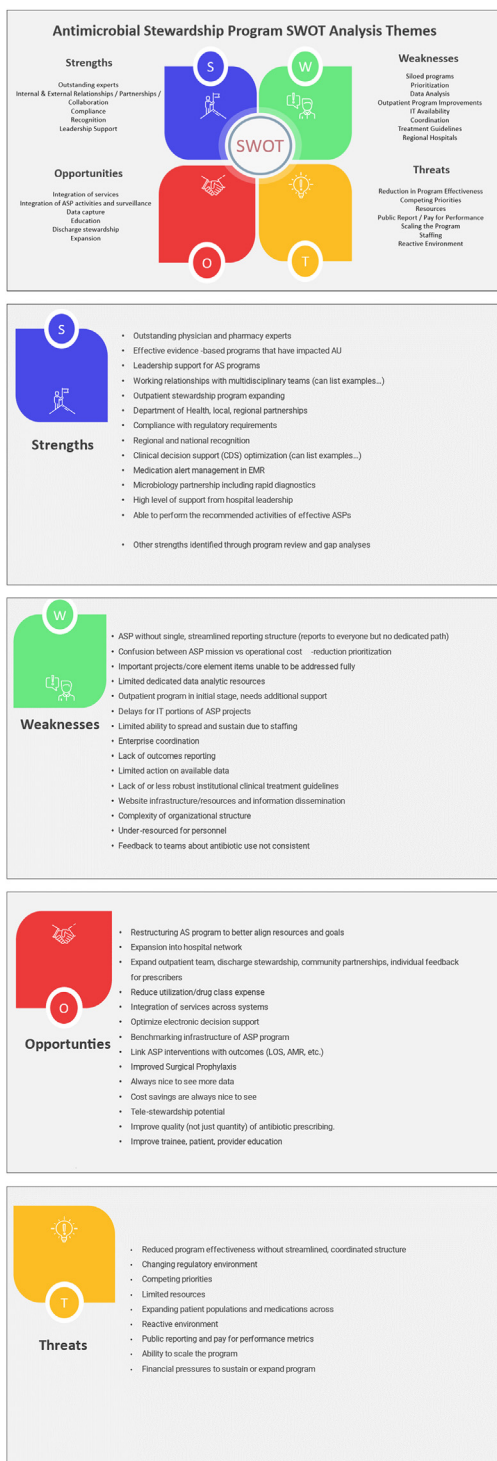 Antimicrobial Stewardship Program SWOT Analysis Themes
Strengths
Outstanding experts
Internal & External Relationships / Partnerships /
Collaboration
Compliance
Recognition
Leadership Support
S
W
Weaknesses
Siloed programs
Prioritization
Data Analysis
Outpatient Program Improvements
IT Availability
Coordination
Treatment Guidelines
Regional Hospitals
SWOT
Opportunities
Integration of services
Integration of ASP activities and surveillance
Data capture
Education
Discharge stewardship
Expansion
O
T
Threats
Reduction in Program Effectiveness
Competing Priorities
Resources
Public Report / Pay for Performance
Scaling the Program
Staffing
Reactive Environment
S
Strengths
• Outstanding physician and pharmacy experts
• Effective evidence -based programs that have impacted AU
• Leadership support for AS programs
• Working relationships with multidisciplinary teams (can list examples...)
• Outpatient stewardship program expanding
• Department of Health, local, regional partnerships
• Compliance with regulatory requirements
• Regional and national recognition
• Clinical decision support (CDS) optimization (can list examples...)
• Medication alert management in EMR
• Microbiology partnership including rapid diagnostics
• High level of support from hospital leadership
• Able to perform the recommended activities of effective ASPs
• Other strengths identified through program review and gap analyses
W
Weaknesses
• ASP without single, streamlined reporting structure (reports to everyone but no dedicated path)
• Confusion between ASP mission vs operational cost -reduction prioritization
• Important projects/core element items unable to be addressed fully
• Limited dedicated data analytic resources
• Outpatient program in initial stage, needs additional support
• Delays for IT portions of ASP projects
• Limited ability to spread and sustain due to staffing
• Enterprise coordination
• Lack of outcomes reporting
• Limited action on available data
• Lack of or less robust institutional clinical treatment guidelines
• Website infrastructure/resources and information dissemination
• Complexity of organizational structure
• Under-resourced for personnel
• Feedback to teams about antibiotic use not consistent
O
Opportunties
• Restructuring AS program to better align resources and goals
• Expansion into hospital network
• Expand outpatient team, discharge stewardship, community partnerships, individual feedback
for prescribers
• Reduce utilization/drug class expense
• Integration of services across systems
• Optimize electronic decision support
• Benchmarking infrastructure of ASP program
• Link ASP interventions with outcomes (LOS, AMR, etc.)
• Improved Surgical Prophylaxis
• Always nice to see more data
• Cost savings are always nice to see
• Tele-stewardship potential
• Improve quality (not just quantity) of antibiotic prescribing.
• Improve trainee, patient, provider education
T
Threats
• Reduced program effectiveness without streamlined, coordinated structure
• Changing regulatory environment
• Competing priorities
• Limited resources
• Expanding patient populations and medications across
• Reactive environment
• Public reporting and pay for performance metrics
• Ability to scale the program
• Financial pressures to sustain or expand program